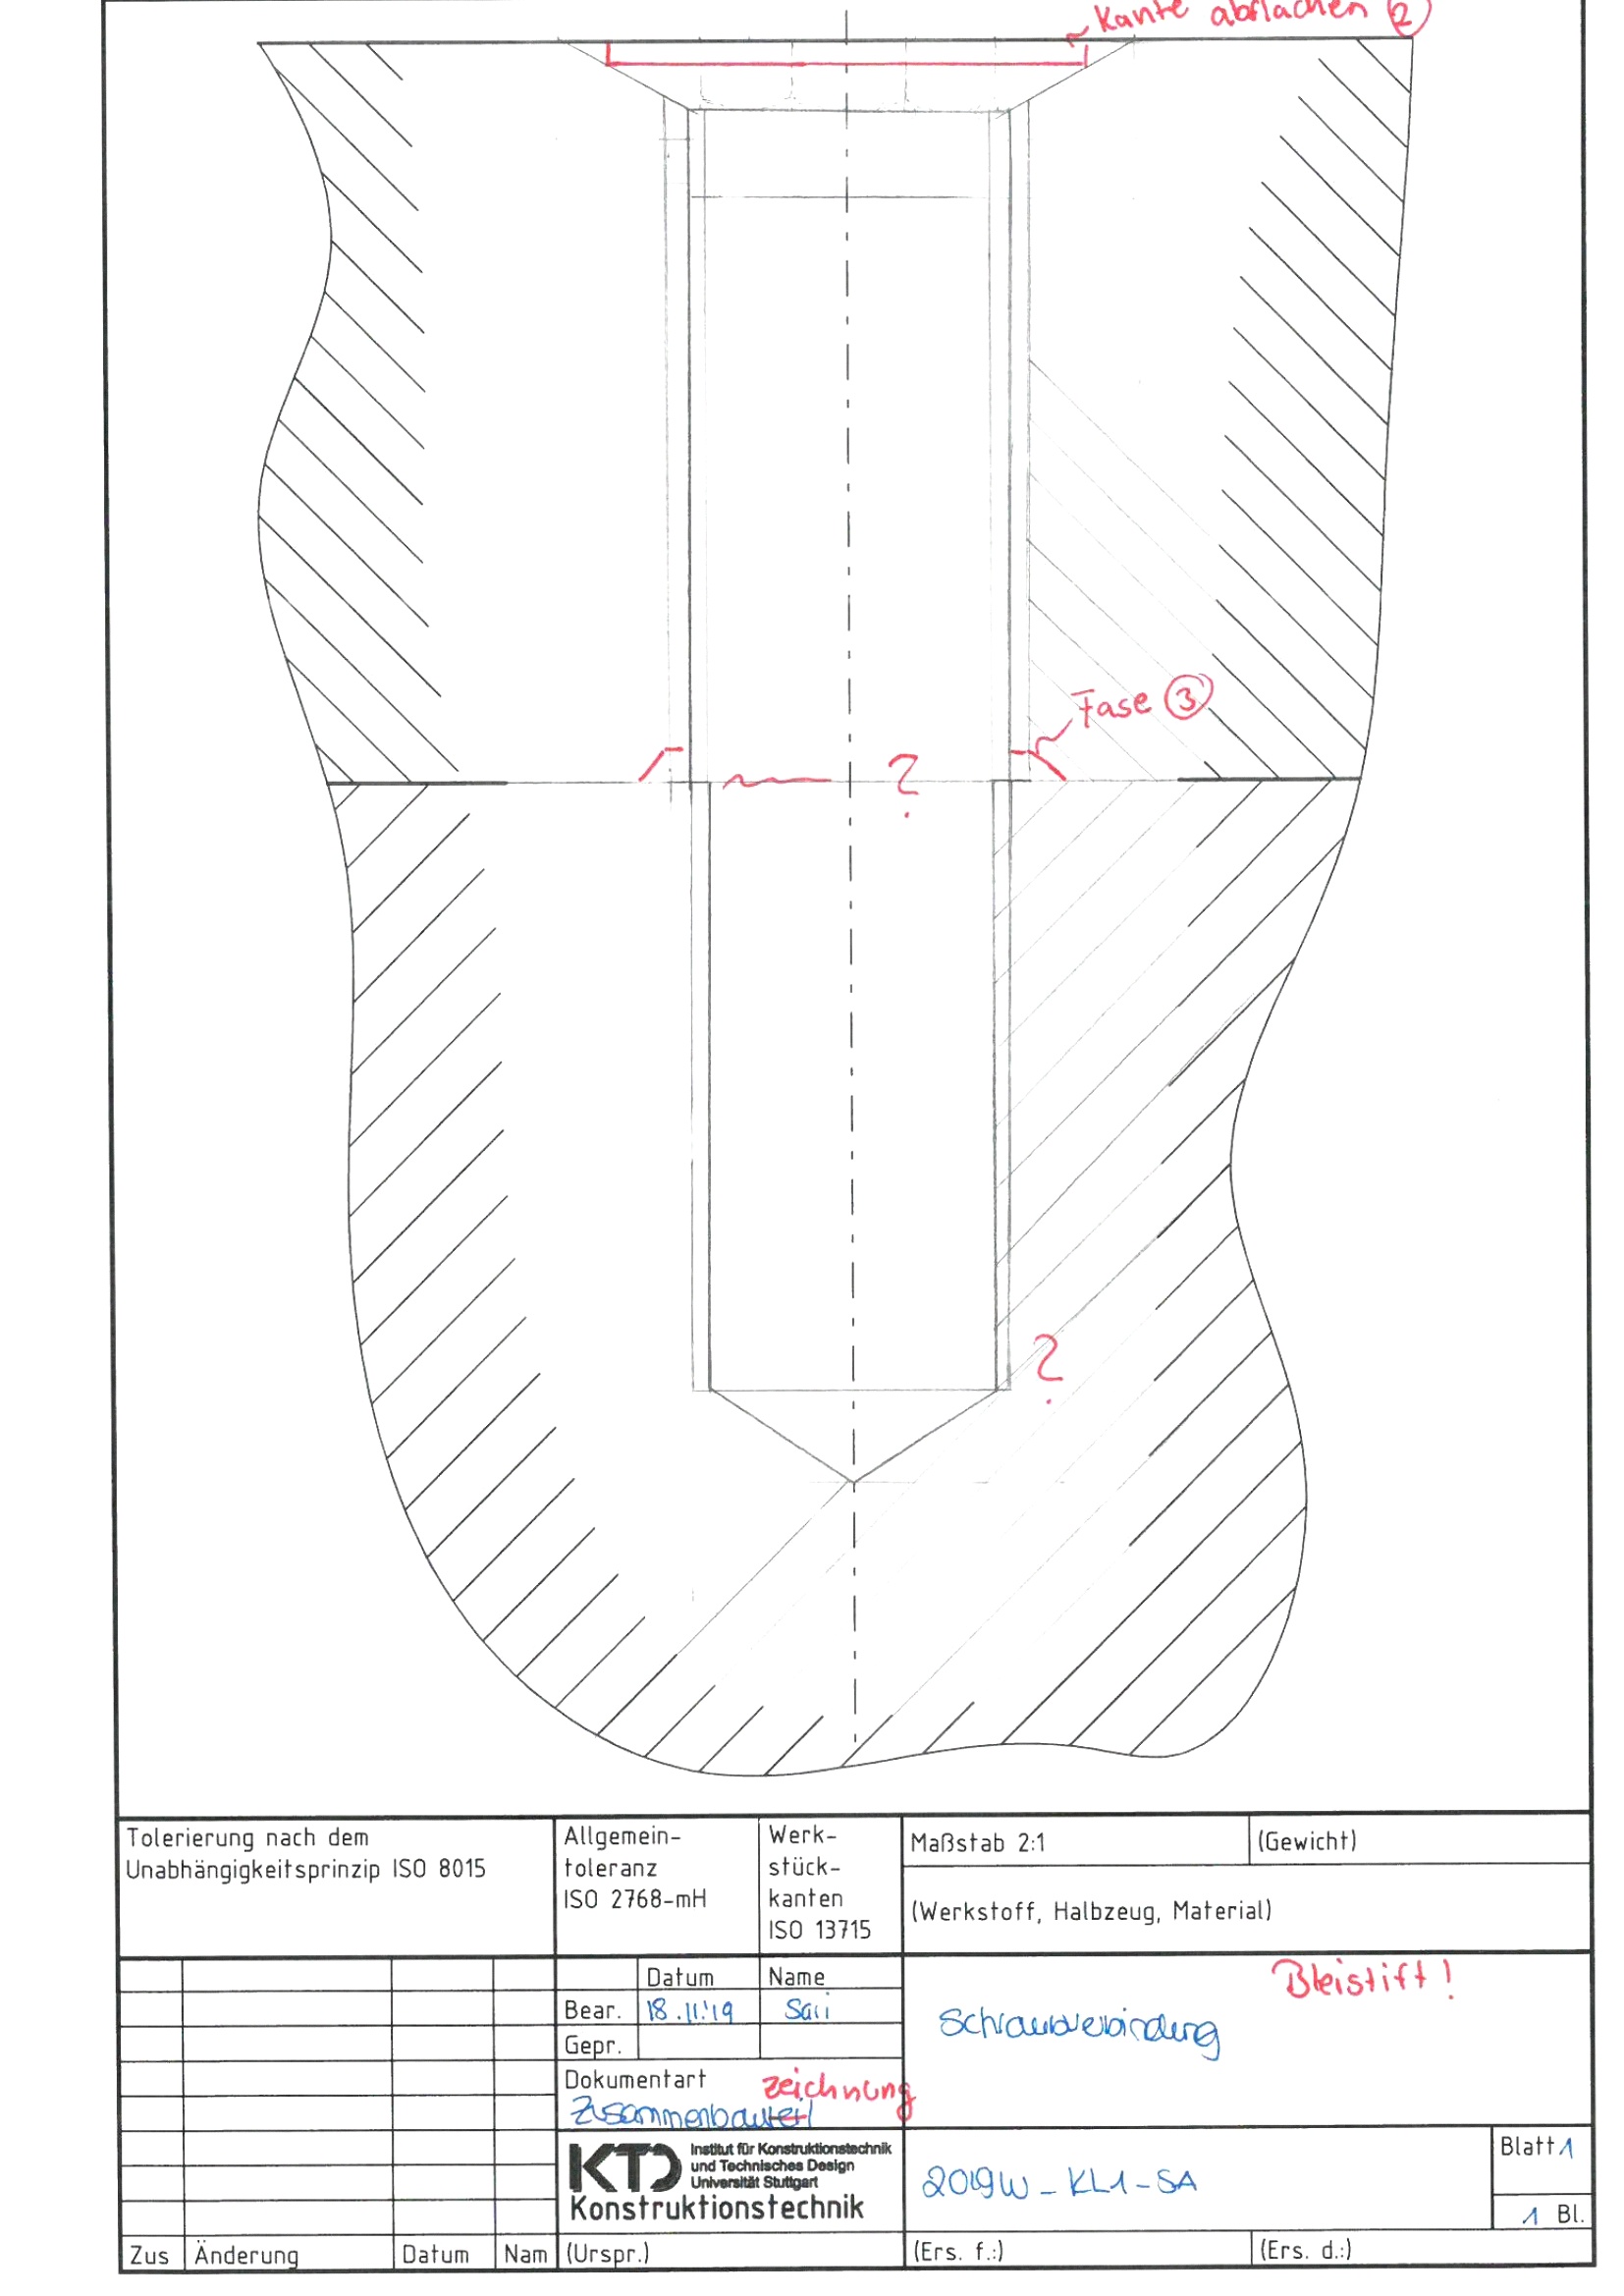 Kante abflachen 2
Fase 3
?
?
Tolerierung nach dem
Unabhängigkeitsprinzip ISO 8015
Allgemein-
toleranz
ISO 2768-mH
Werk-
stück-
kanten
ISO 13715
Maßstab 2:1
(Gewicht)
(Werkstoff, Halbzeug, Material)
Datum
Name
Bear.
18.11.'19
Gepr.
Bleistift!
Schraubverbindung
Dokumentart
zeichnung
Zusammenbauteil
KTD
Institut für Konstruktionstechnik
und Technisches Design
Universität Stuttgart
Konstruktionstechnik
2019W-KL1-SA
Blatt 1
1 Bl.
Zus
Änderung
Datum
Nam
(Urspr.)
(Ers. f.:)
(Ers. d.:)